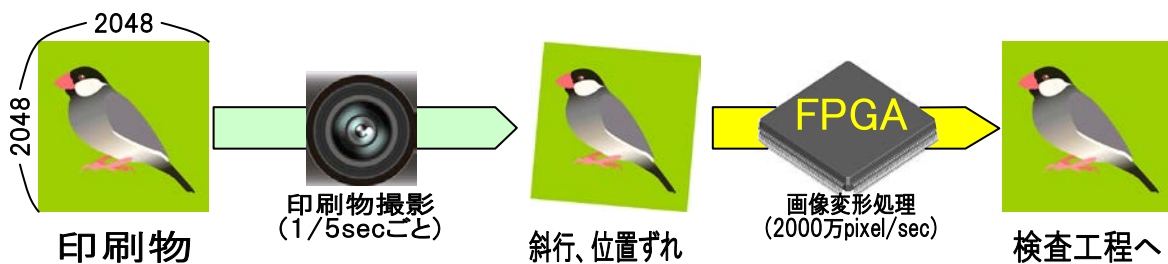 2048
2048
印刷物
印刷物撮影
(1/5secごと)
斜行、位置ずれ
FPGA
画像変形処理
(2000万pixel/sec)
検査工程へ